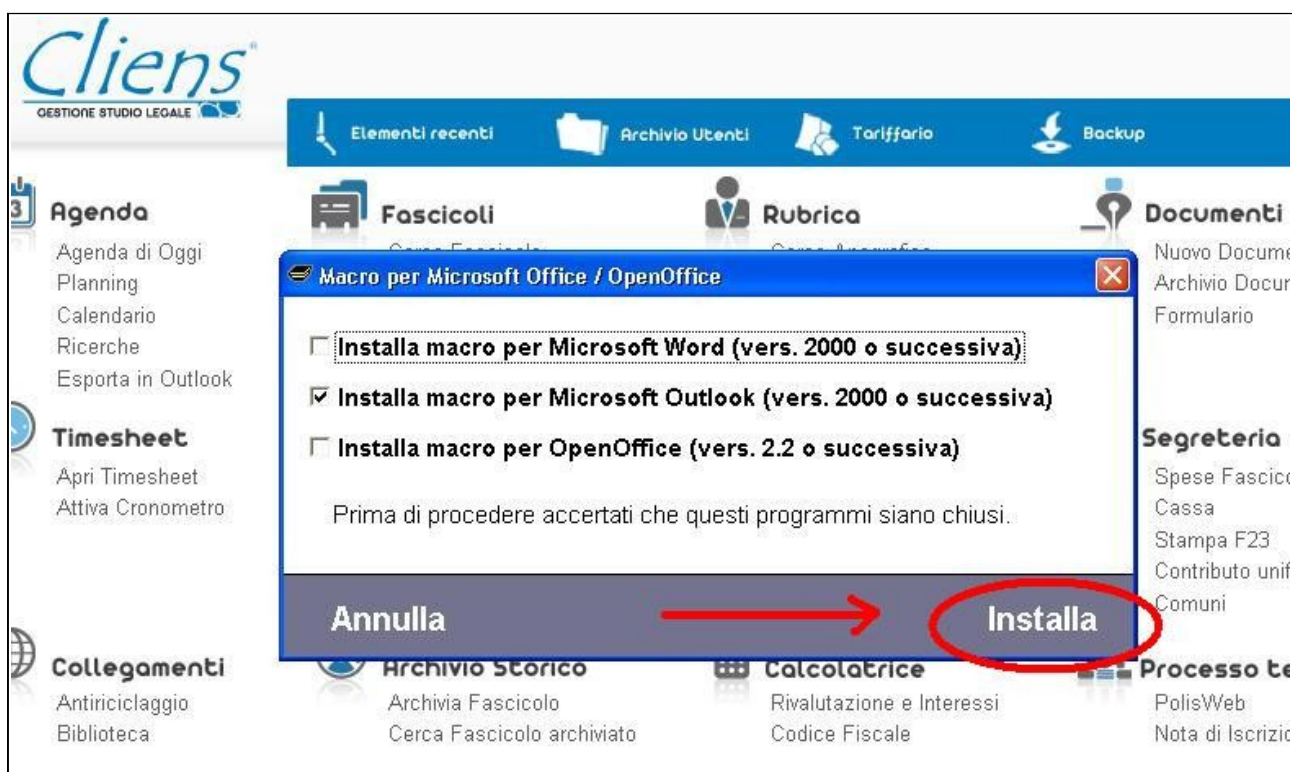 Cliens®
GESTIONE STUDIO LEGALE
Elementi recenti
Archivio Utenti
Tariffario
Backup
3
Agenda
Agenda di Oggi
Planning
Calendario
Ricerche
Esporta in Outlook
Fascicoli
Rubrica
Documenti
Nuovo Docume
Archivio Docur
Formulario
Macro per Microsoft Office / OpenOffice
Installa macro per Microsoft Word (vers. 2000 o successiva)
Installa macro per Microsoft Outlook (vers. 2000 o successiva)
Installa macro per OpenOffice (vers. 2.2 o successiva)
Prima di procedere accertati che questi programmi siano chiusi.
Annulla
Installa
Timesheet
Apri Timesheet
Attiva Cronometro
Segreteria
Spese Fascico
Cassa
Stampa F23
Contributo unif
Comuni
Collegamenti
Antiriciclaggio
Biblioteca
Archivio Storico
Archivia Fascicolo
Cerca Fascicolo archiviato
Calcolatrice
Rivalutazione e Interessi
Codice Fiscale
Processo te
PolisWeb
Nota di Iscrizio